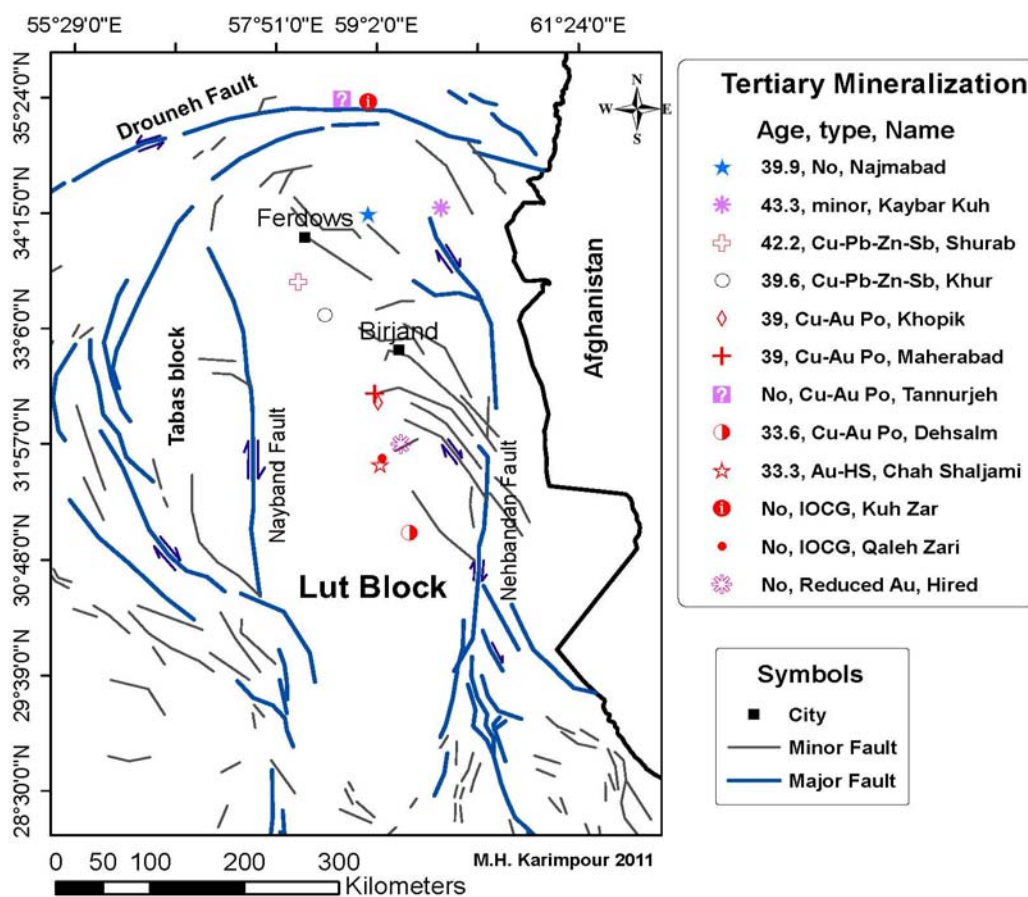 55°29'0"E
57°51'0"E
59°2'0"E
61°24'0"E
35°24'0"N
34°15'0"N
33°6'0"N
31°57'0"N
30°48'0"N
29°39'0"N
28°30'0"N
Drouneh Fault
N
W
E
S
Ferdows
Birjand
Afghanistan
Tabas block
Nayband Fault
Nehbandan Fault
Lut Block
M.H. Karimpour 2011
0 50 100 200 300
Kilometers
Tertiary Mineralization
Age, type, Name
39.9, No, Najmabad
43.3, minor, Kaybar Kuh
42.2, Cu-Pb-Zn-Sb, Shurab
39.6, Cu-Pb-Zn-Sb, Khur
39, Cu-Au Po, Khopik
39, Cu-Au Po, Maherabad
? No, Cu-Au Po, Tannurjeh
33.6, Cu-Au Po, Dehsalm
33.3, Au-HS, Chah Shaljami
i No, IOCG, Kuh Zar
No, IOCG, Qaleh Zari
No, Reduced Au, Hired
Symbols
City
Minor Fault
Major Fault